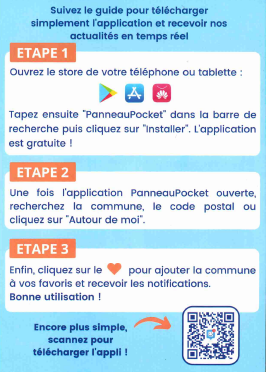 Suivez le guide pour télécharger
simplement l'application et recevoir nos
actualités en temps réel
ETAPE 1
Ouvrez le store de votre téléphone ou tablette :
Tapez ensuite "PanneauPocket" dans la barre de
recherche puis cliquez sur "Installer". L'application
est gratuite !
ETAPE 2
Une fois l'application PanneauPocket ouverte,
recherchez la commune, le code postal ou
cliquez sur "Autour de moi".
ETAPE 3
Enfin, cliquez sur le pour ajouter la commune
à vos favoris et recevoir les notifications.
Bonne utilisation !
Encore plus simple,
scannez pour
télécharger l'appli !